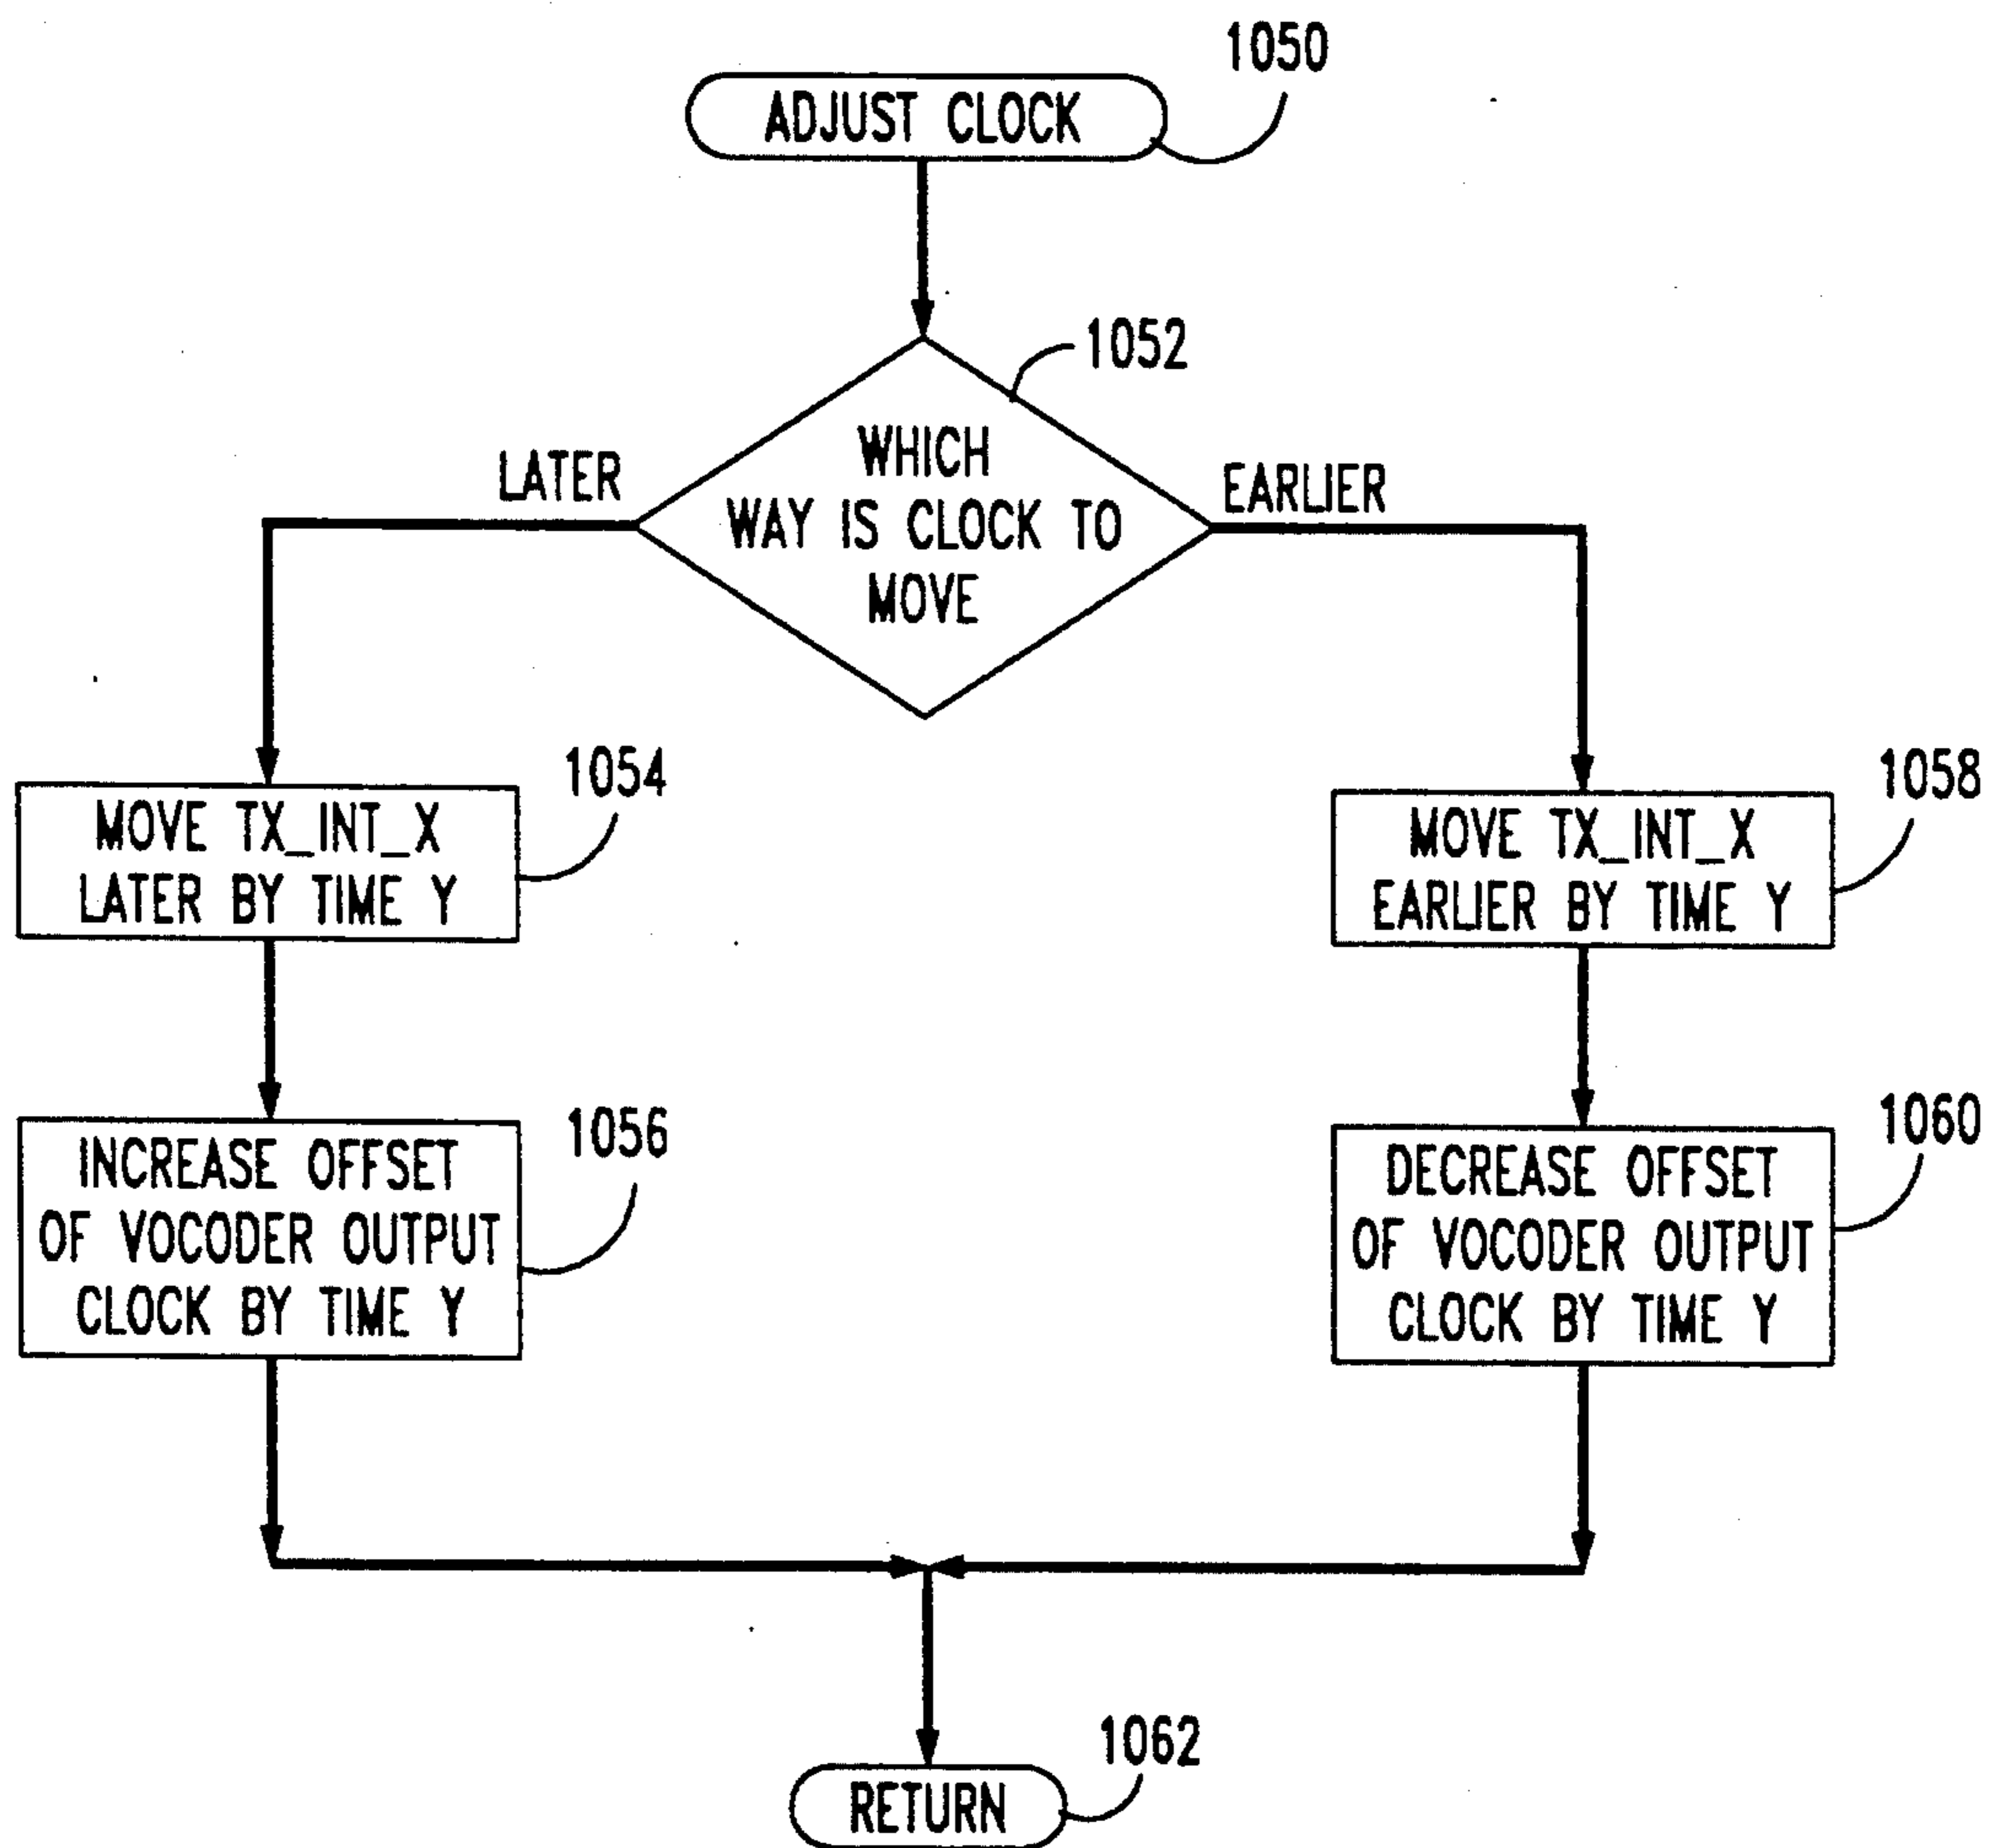 1050
ADJUST CLOCK
1052
WHICH
WAY IS CLOCK TO
MOVE
LATER
EARLIER
1054
MOVE TX_INT_X
LATER BY TIME Y
1058
MOVE TX_INT_X
EARLIER BY TIME Y
1056
INCREASE OFFSET
OF VOCODER OUTPUT
CLOCK BY TIME Y
1060
DECREASE OFFSET
OF VOCODER OUTPUT
CLOCK BY TIME Y
1062
RETURN